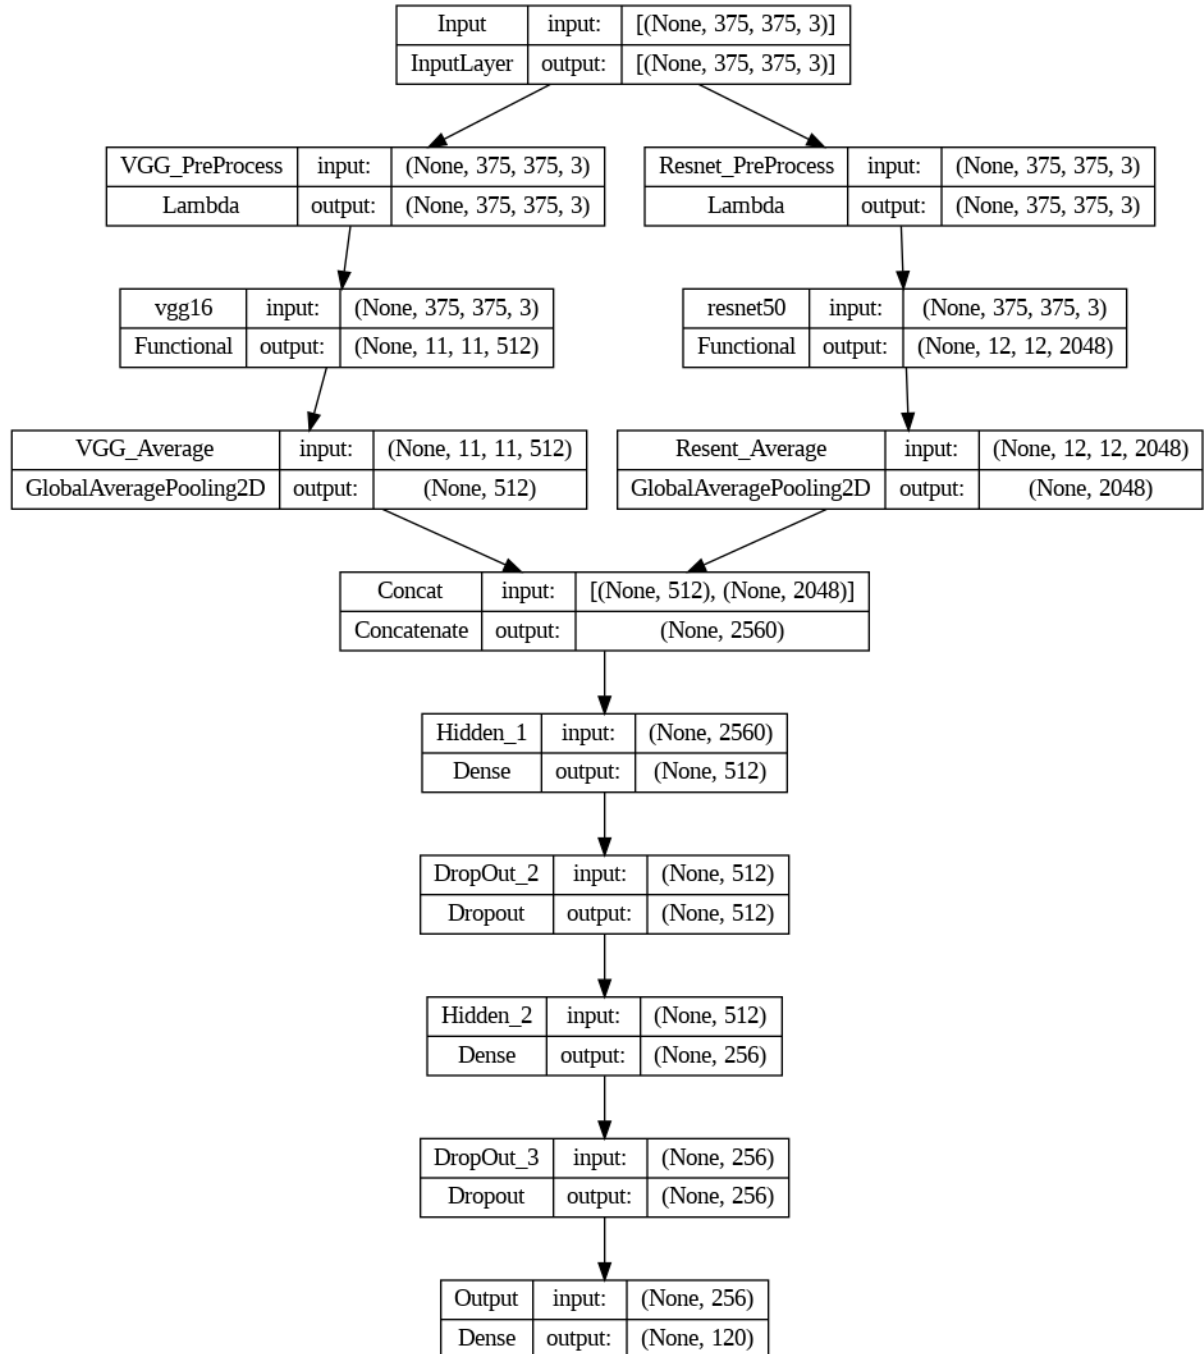 Input input: [(None, 375, 375, 3)]
InputLayer output: [(None, 375, 375, 3)]
VGG_PreProcess input: (None, 375, 375, 3)
Lambda output: (None, 375, 375, 3)
Resnet_PreProcess input: (None, 375, 375, 3)
Lambda output: (None, 375, 375, 3)
vgg16 input: (None, 375, 375, 3)
Functional output: (None, 11, 11, 512)
resnet50 input: (None, 375, 375, 3)
Functional output: (None, 12, 12, 2048)
VGG_Average input: (None, 11, 11, 512)
GlobalAveragePooling2D output: (None, 512)
Resent_Average input: (None, 12, 12, 2048)
GlobalAveragePooling2D output: (None, 2048)
Concat input: [(None, 512), (None, 2048)]
Concatenate output: (None, 2560)
Hidden_1 input: (None, 2560)
Dense output: (None, 512)
DropOut_2 input: (None, 512)
Dropout output: (None, 512)
Hidden_2 input: (None, 512)
Dense output: (None, 256)
DropOut_3 input: (None, 256)
Dropout output: (None, 256)
Output input: (None, 256)
Dense output: (None, 120)